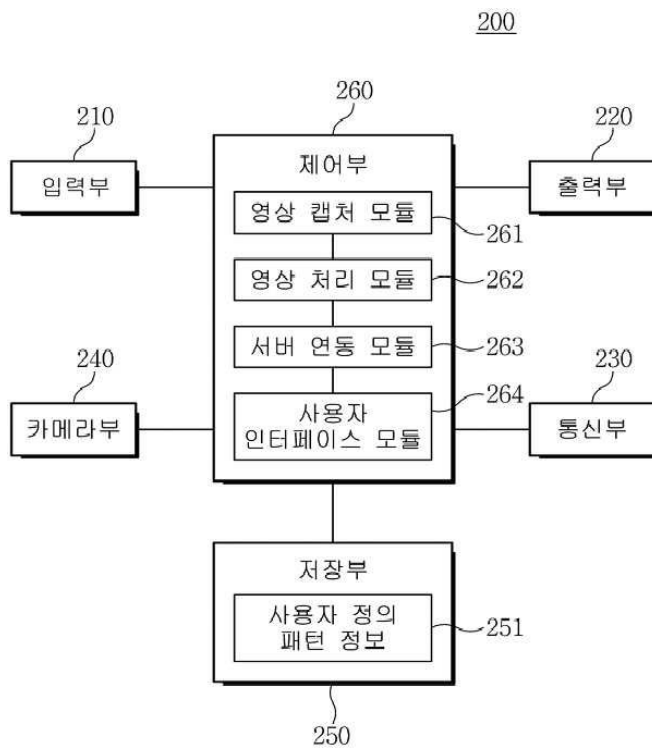 200
260
210
220
제어부
입력부
출력부
영상 캡처 모듈
261
영상 처리 모듈
262
서버 연동 모듈
263
240
264
230
사용자
인터페이스 모듈
카메라부
통신부
저장부
사용자 정의
패턴 정보
251
250